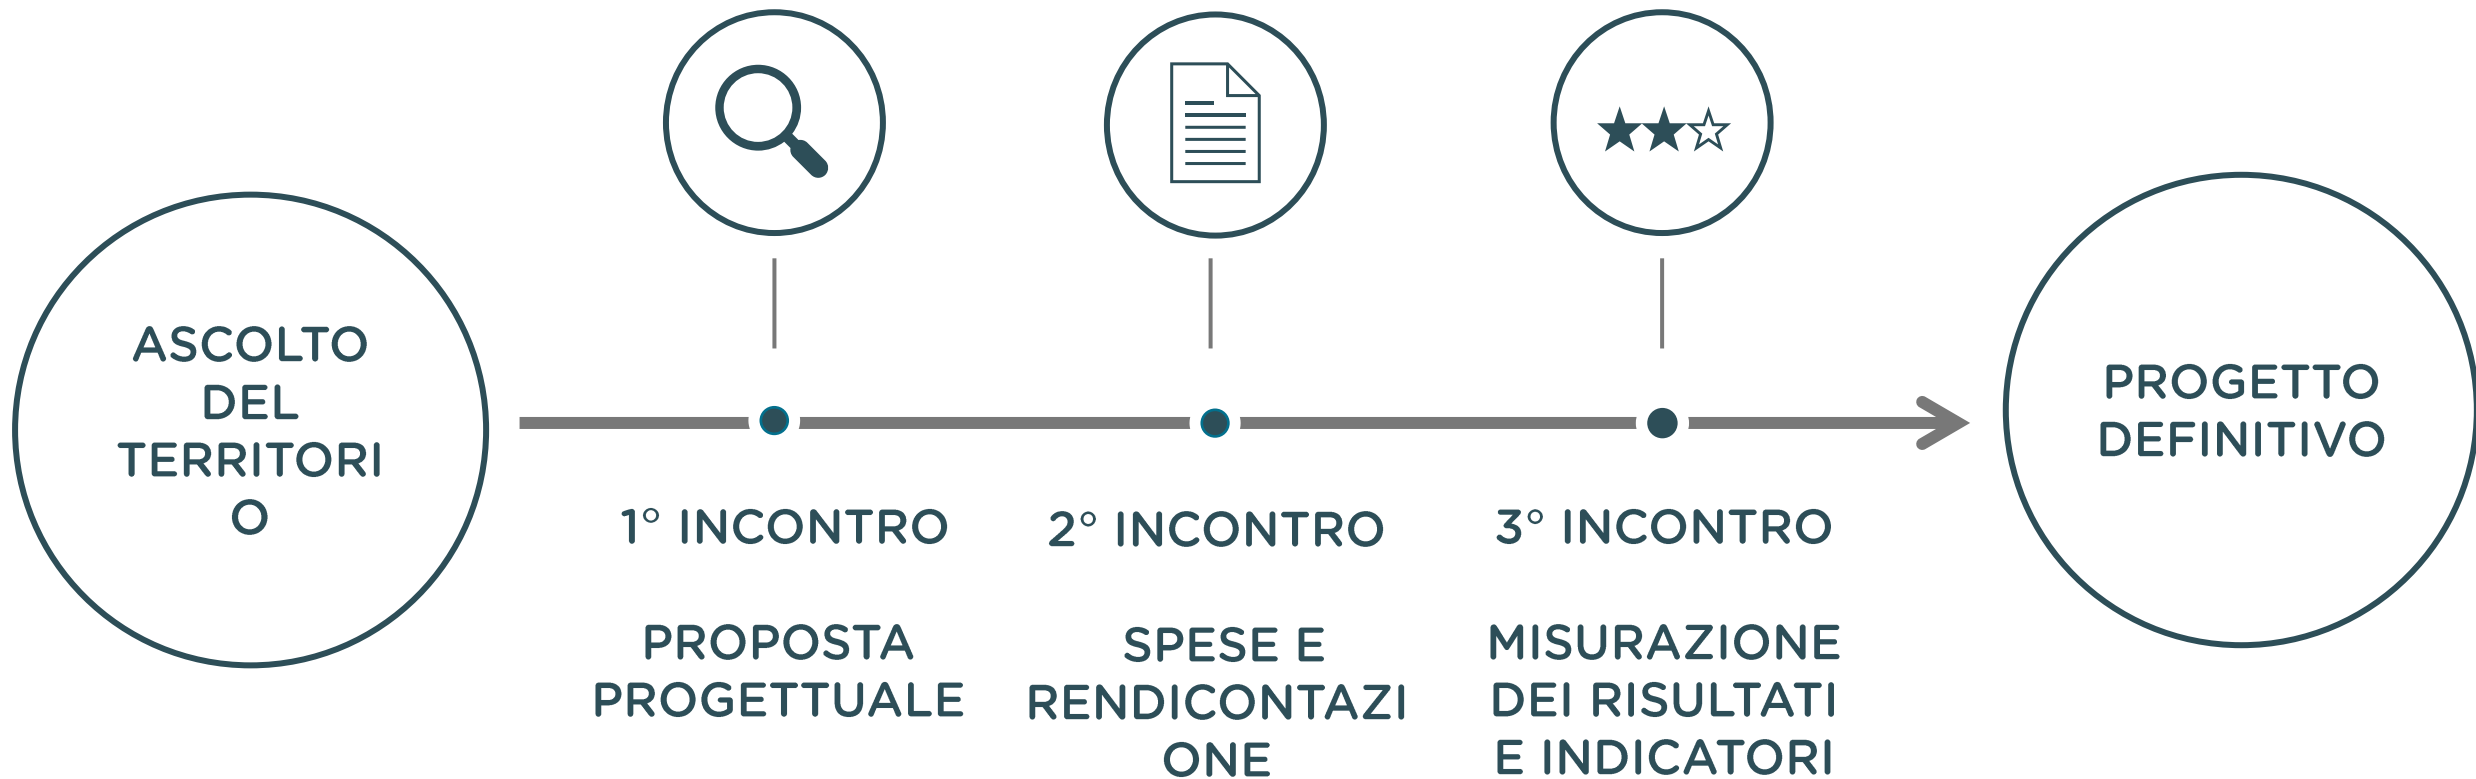 ASCOLTO
DEL
TERRITORI
O
1° INCONTRO
PROPOSTA
PROGETTUALE
2° INCONTRO
SPESE E
RENDICONTAZI
ONE
3° INCONTRO
MISURAZIONE
DEI RISULTATI
E INDICATORI
PROGETTO
DEFINITIVO